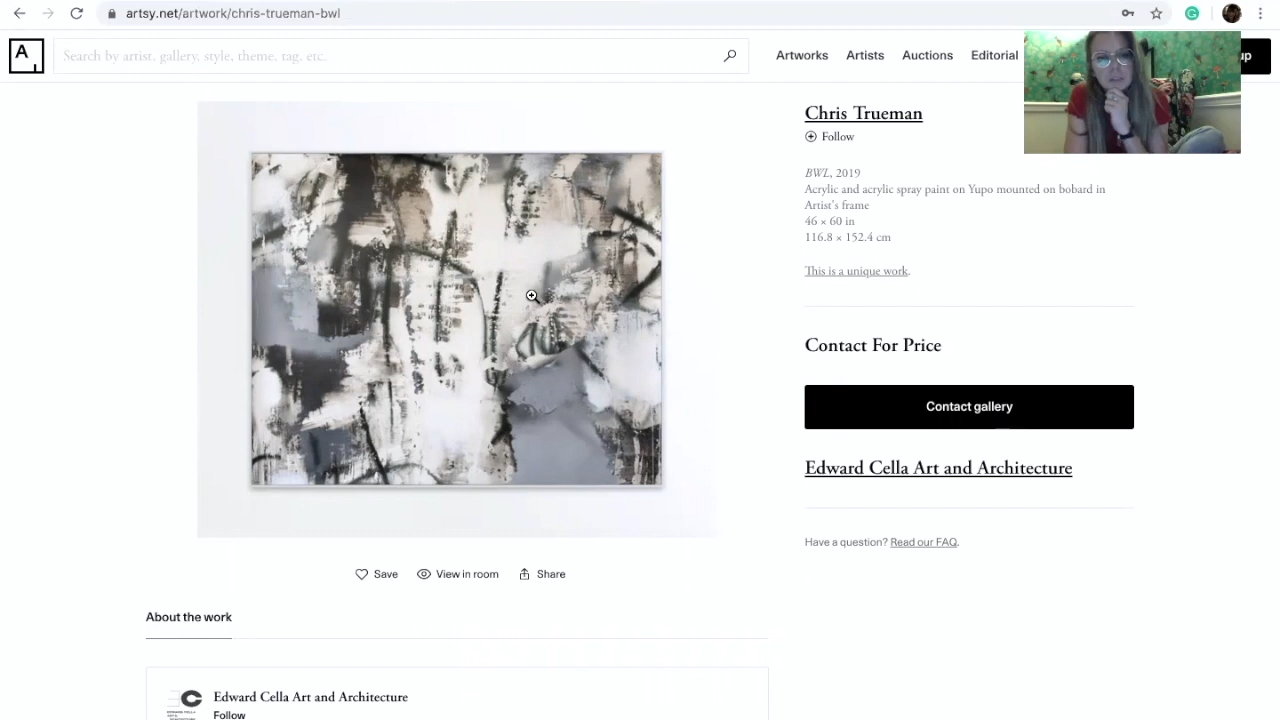 artsy.net/artwork/chris-trueman-bwl
A
Search by artist, gallery, style, theme, tag, etc.
Artworks Artists Auctions Editorial
up
Chris Trueman
Follow
BWL, 2019
Acrylic and acrylic spray paint on Yupo mounted on bobard in
Artist's frame
46 × 60 in
116.8 × 152.4 cm
This is a unique work.
Contact For Price
Contact gallery
Edward Cella Art and Architecture
Have a question? Read our FAQ.
Save View in room Share
About the work
Edward Cella Art and Architecture
Follow